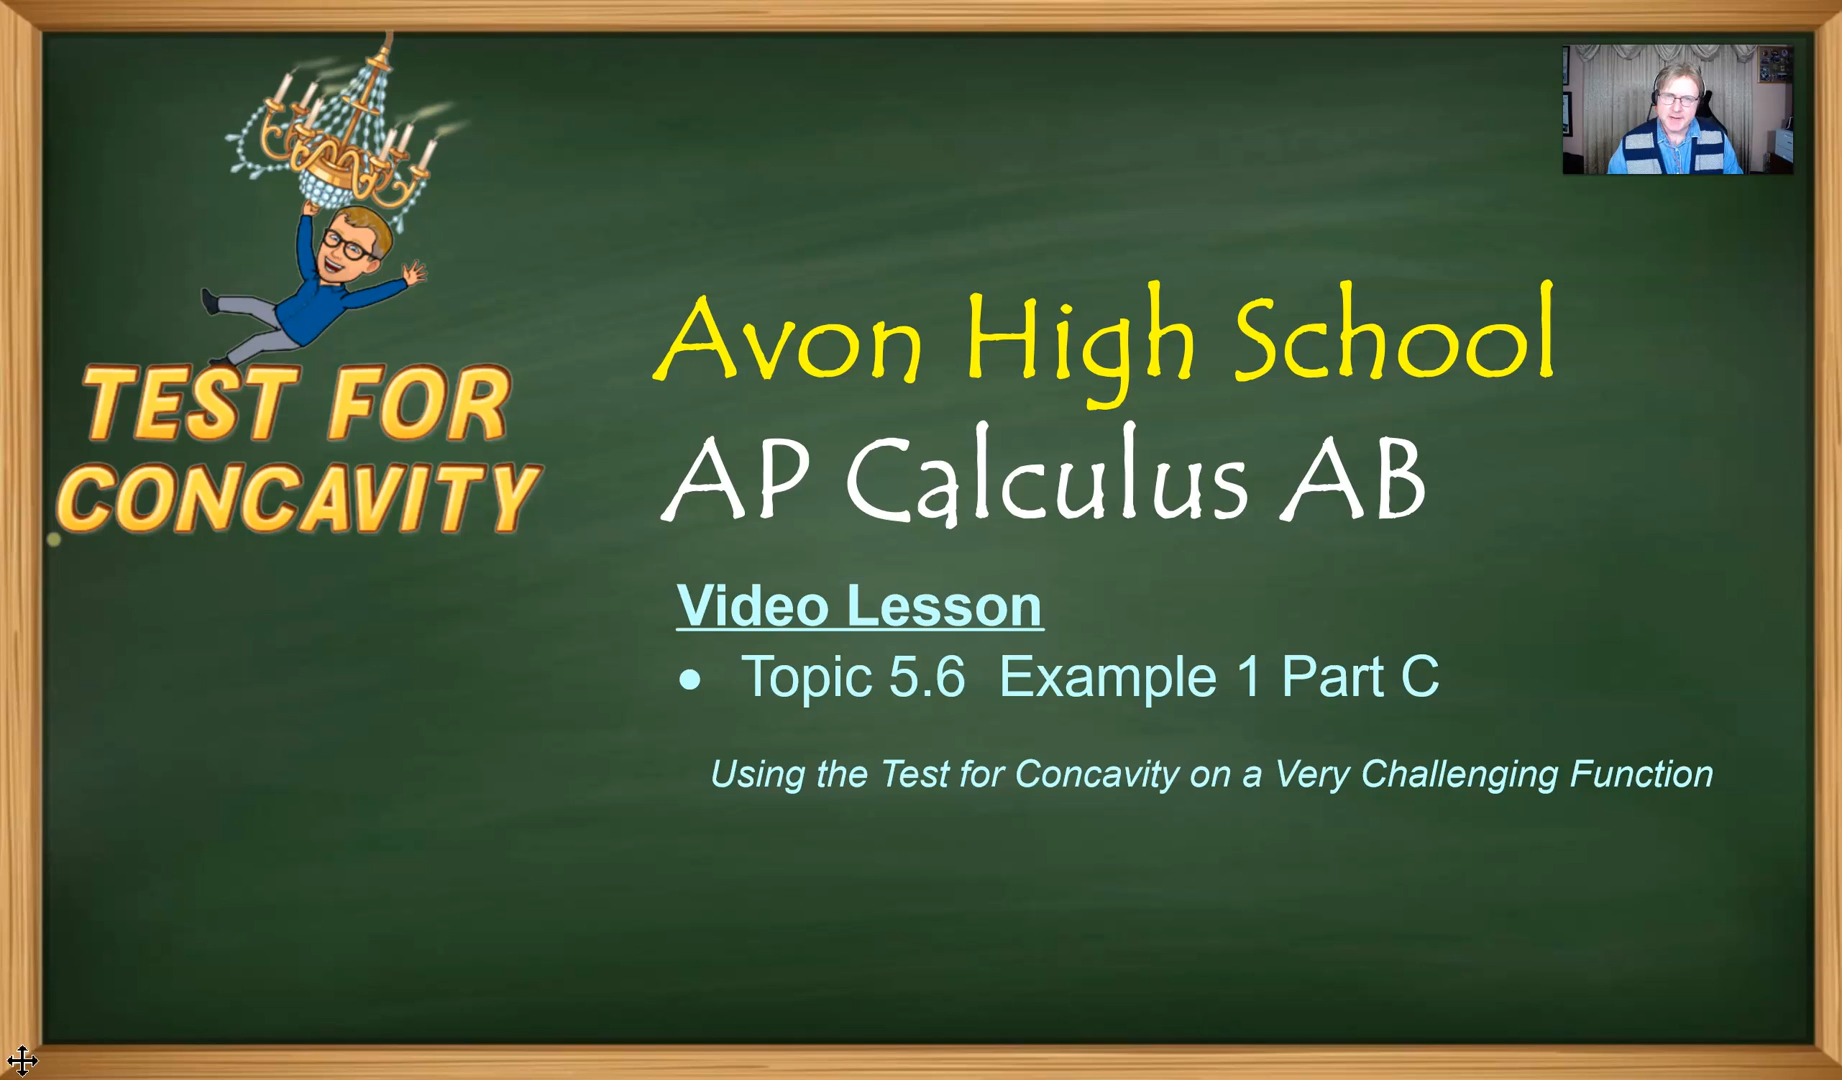 TEST FOR
CONCAVITY
Avon High School
AP Calculus AB
Video Lesson
• Topic 5.6 Example 1 Part C
Using the Test for Concavity on a Very Challenging Function